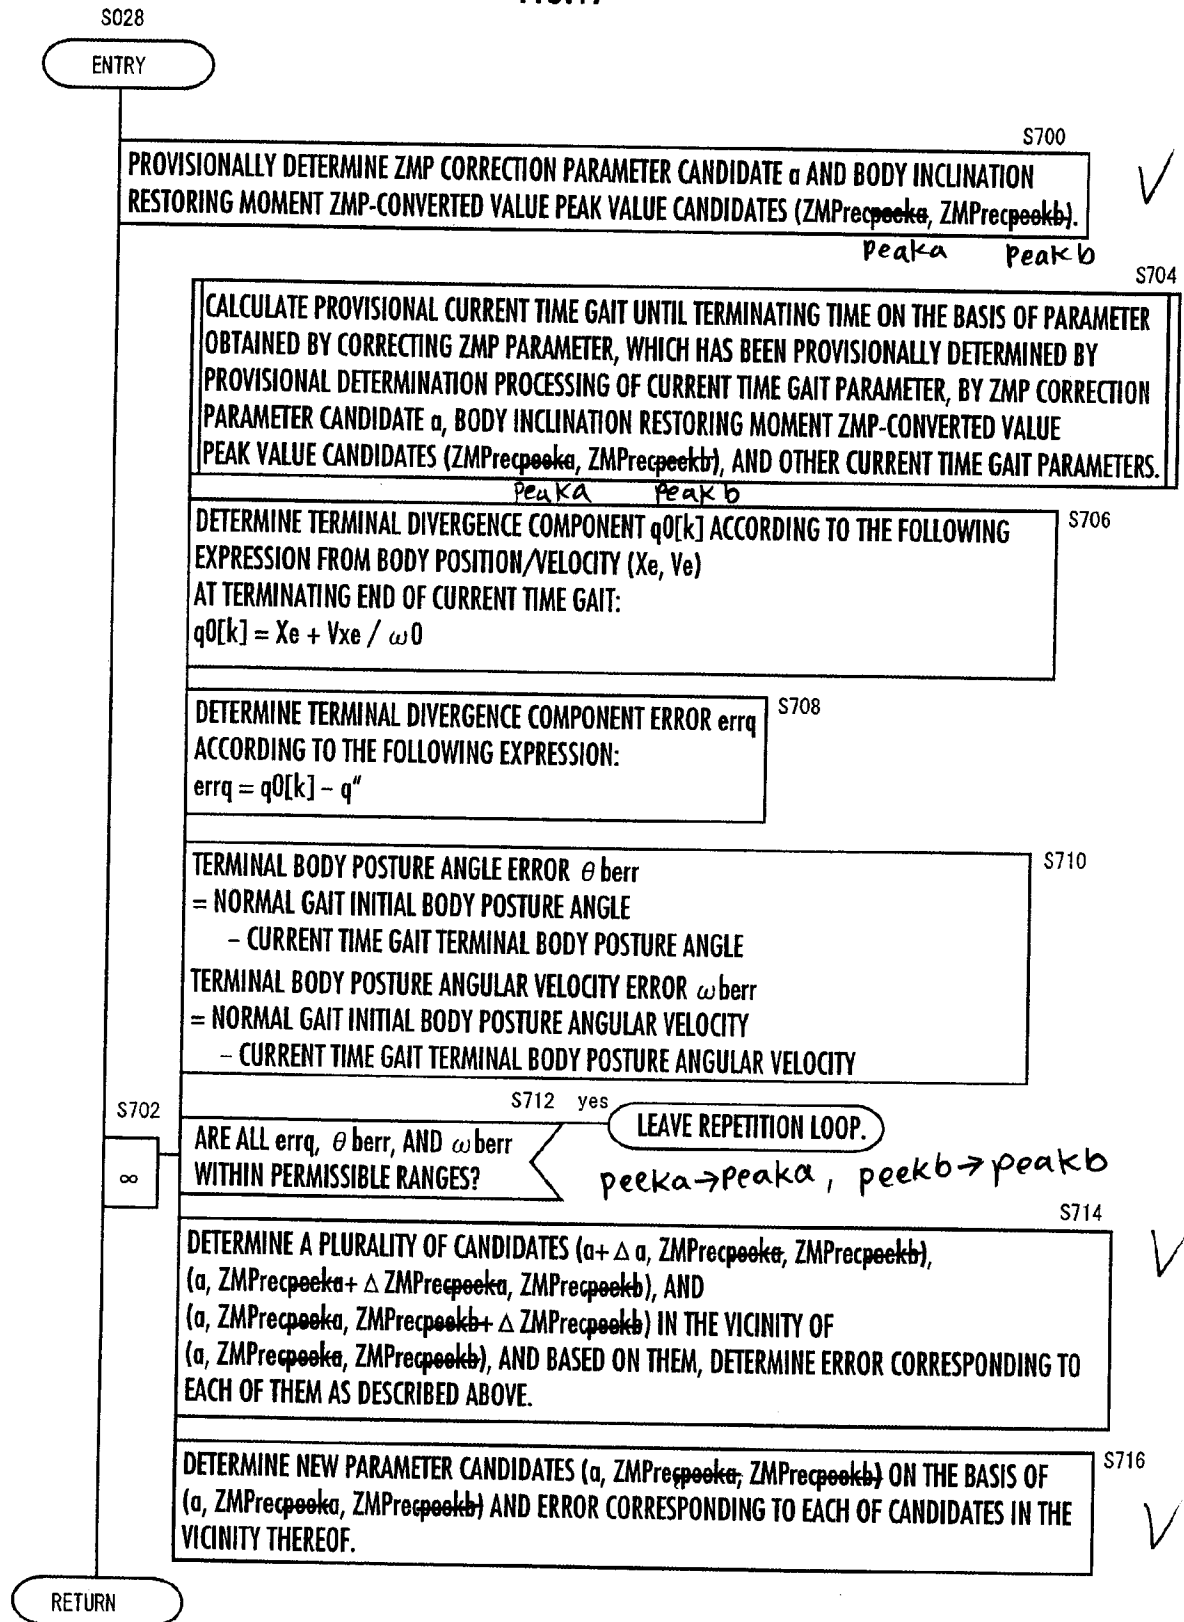 S028
ENTRY
S700
PROVISIONALLY DETERMINE ZMP CORRECTION PARAMETER CANDIDATE a AND BODY INCLINATION
RESTORING MOMENT ZMP-CONVERTED VALUE PEAK VALUE CANDIDATES (ZMPrecpeeka, ZMPrecpeekb).
peaka peakb
S704
CALCULATE PROVISIONAL CURRENT TIME GAIT UNTIL TERMINATING TIME ON THE BASIS OF PARAMETER
OBTAINED BY CORRECTING ZMP PARAMETER, WHICH HAS BEEN PROVISIONALLY DETERMINED BY
PROVISIONAL DETERMINATION PROCESSING OF CURRENT TIME GAIT PARAMETER, BY ZMP CORRECTION
PARAMETER CANDIDATE a, BODY INCLINATION RESTORING MOMENT ZMP-CONVERTED VALUE
PEAK VALUE CANDIDATES (ZMPrecpeeka, ZMPrecpeekb), AND OTHER CURRENT TIME GAIT PARAMETERS.
peaka peakb
DETERMINE TERMINAL DIVERGENCE COMPONENT q0[k] ACCORDING TO THE FOLLOWING
S706
EXPRESSION FROM BODY POSITION/VELOCITY (Xe, Ve)
AT TERMINATING END OF CURRENT TIME GAIT:
q0[k] = Xe + Vxe / ω0
DETERMINE TERMINAL DIVERGENCE COMPONENT ERROR errq
S708
ACCORDING TO THE FOLLOWING EXPRESSION:
errq = q0[k] – q"
TERMINAL BODY POSTURE ANGLE ERROR θberr
S710
= NORMAL GAIT INITIAL BODY POSTURE ANGLE
– CURRENT TIME GAIT TERMINAL BODY POSTURE ANGLE
TERMINAL BODY POSTURE ANGULAR VELOCITY ERROR ωberr
= NORMAL GAIT INITIAL BODY POSTURE ANGULAR VELOCITY
– CURRENT TIME GAIT TERMINAL BODY POSTURE ANGULAR VELOCITY
S702
∞
S712 yes
LEAVE REPETITION LOOP.
ARE ALL errq, θberr, AND ωberr
WITHIN PERMISSIBLE RANGES?
peeka→peaka, peekb→peakb
S714
DETERMINE A PLURALITY OF CANDIDATES (a+Δa, ZMPrecpeeka, ZMPrecpeekb),
(a, ZMPrecpeeka+ΔZMPrecpeeka, ZMPrecpeekb), AND
(a, ZMPrecpeeka, ZMPrecpeekb+ΔZMPrecpeekb) IN THE VICINITY OF
(a, ZMPrecpeeka, ZMPrecpeekb), AND BASED ON THEM, DETERMINE ERROR CORRESPONDING TO
EACH OF THEM AS DESCRIBED ABOVE.
DETERMINE NEW PARAMETER CANDIDATES (a, ZMPrecpeeka, ZMPrecpeekb) ON THE BASIS OF
S716
(a, ZMPrecpeeka, ZMPrecpeekb) AND ERROR CORRESPONDING TO EACH OF CANDIDATES IN THE
VICINITY THEREOF.
RETURN